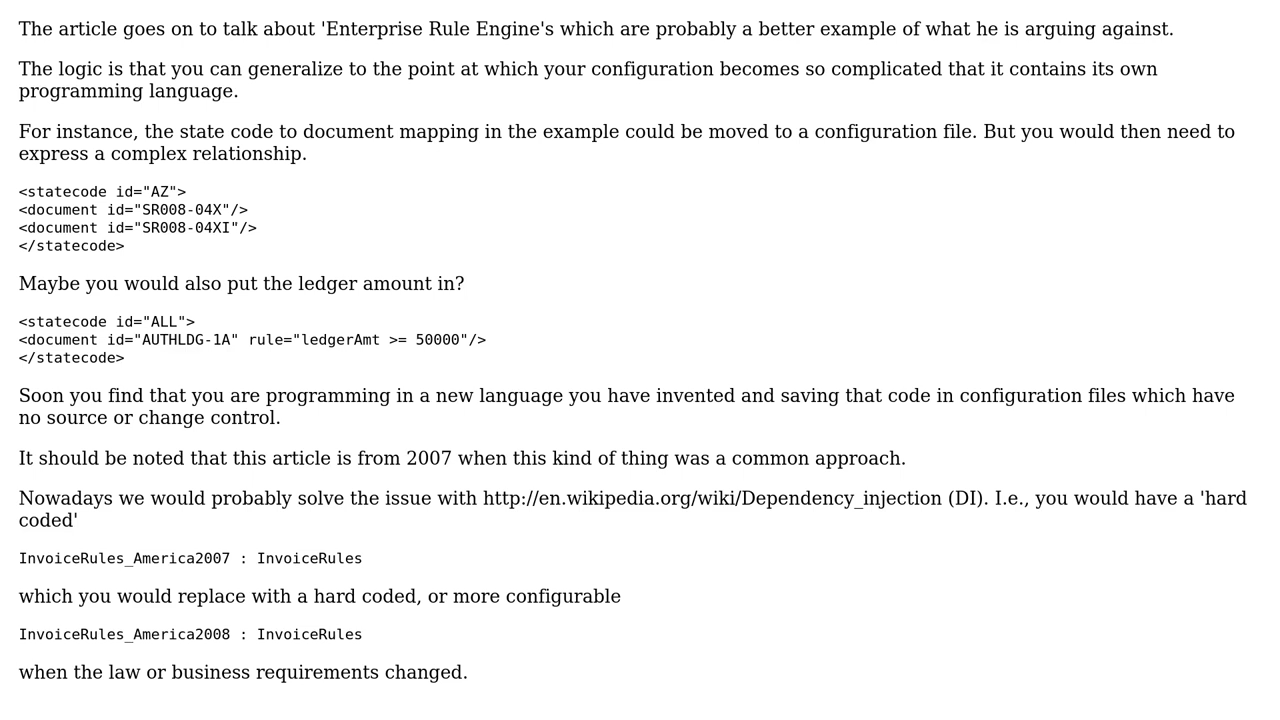 The article goes on to talk about 'Enterprise Rule Engine's which are probably a better example of what he is arguing against.
The logic is that you can generalize to the point at which your configuration becomes so complicated that it contains its own
programming language.
For instance, the state code to document mapping in the example could be moved to a configuration file. But you would then need to
express a complex relationship.
<statecode id="AZ">
<document id="SR008-04X"/>
<document id="SR008-04XI"/>
</statecode>
Maybe you would also put the ledger amount in?
<statecode id="ALL">
<document id="AUTHLDG-1A" rule="ledgerAmt >= 50000"/>
</statecode>
Soon you find that you are programming in a new language you have invented and saving that code in configuration files which have
no source or change control.
It should be noted that this article is from 2007 when this kind of thing was a common approach.
Nowadays we would probably solve the issue with http://en.wikipedia.org/wiki/Dependency_injection (DI). I.e., you would have a 'hard
coded'
InvoiceRules_America2007 : InvoiceRules
which you would replace with a hard coded, or more configurable
InvoiceRules_America2008 : InvoiceRules
when the law or business requirements changed.